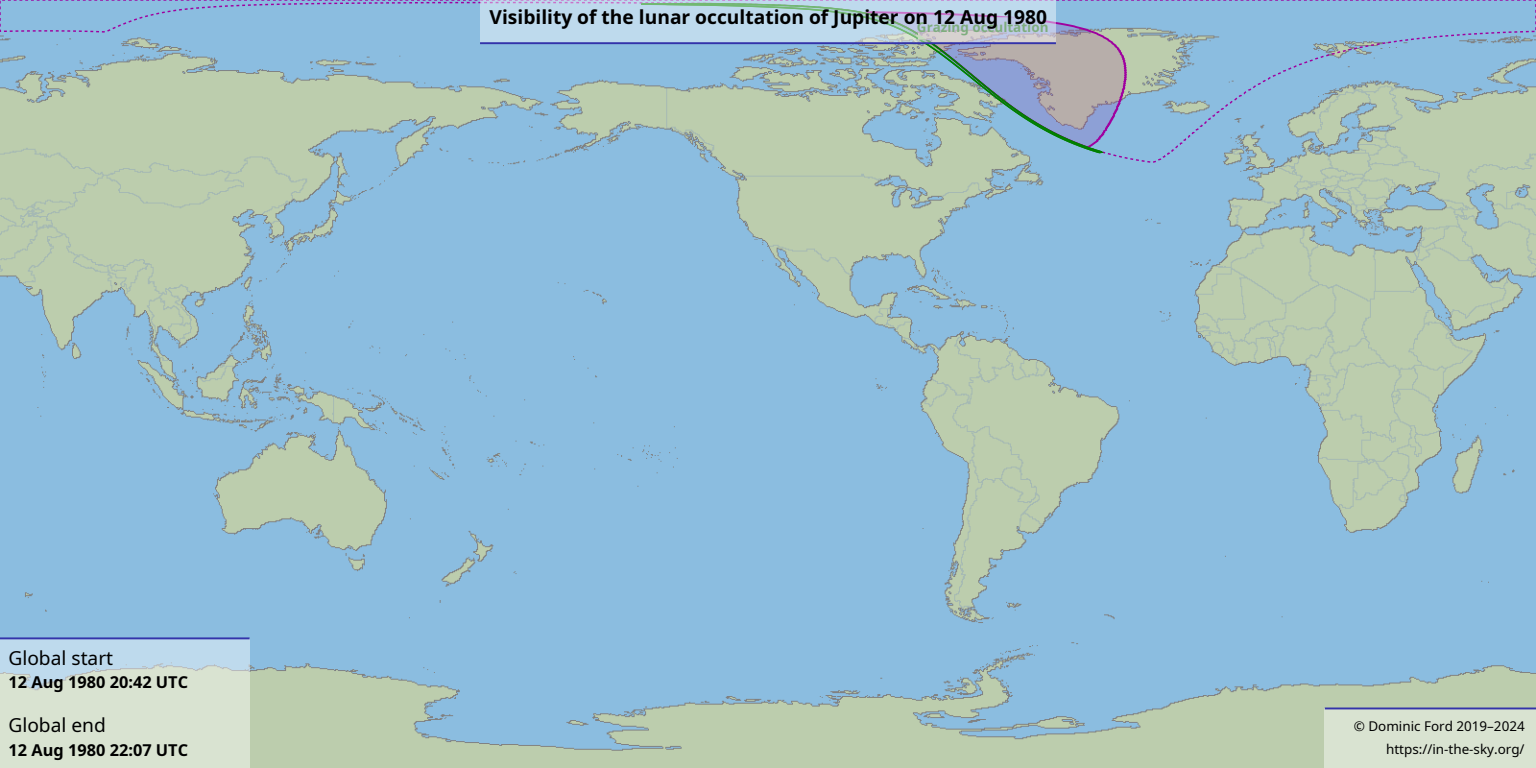 Visibility of the lunar occultation of Jupiter on 12 Aug 1980
Grazing occultation
Global start
12 Aug 1980 20:42 UTC
Global end
12 Aug 1980 22:07 UTC
© Dominic Ford 2019–2024
https://in-the-sky.org/